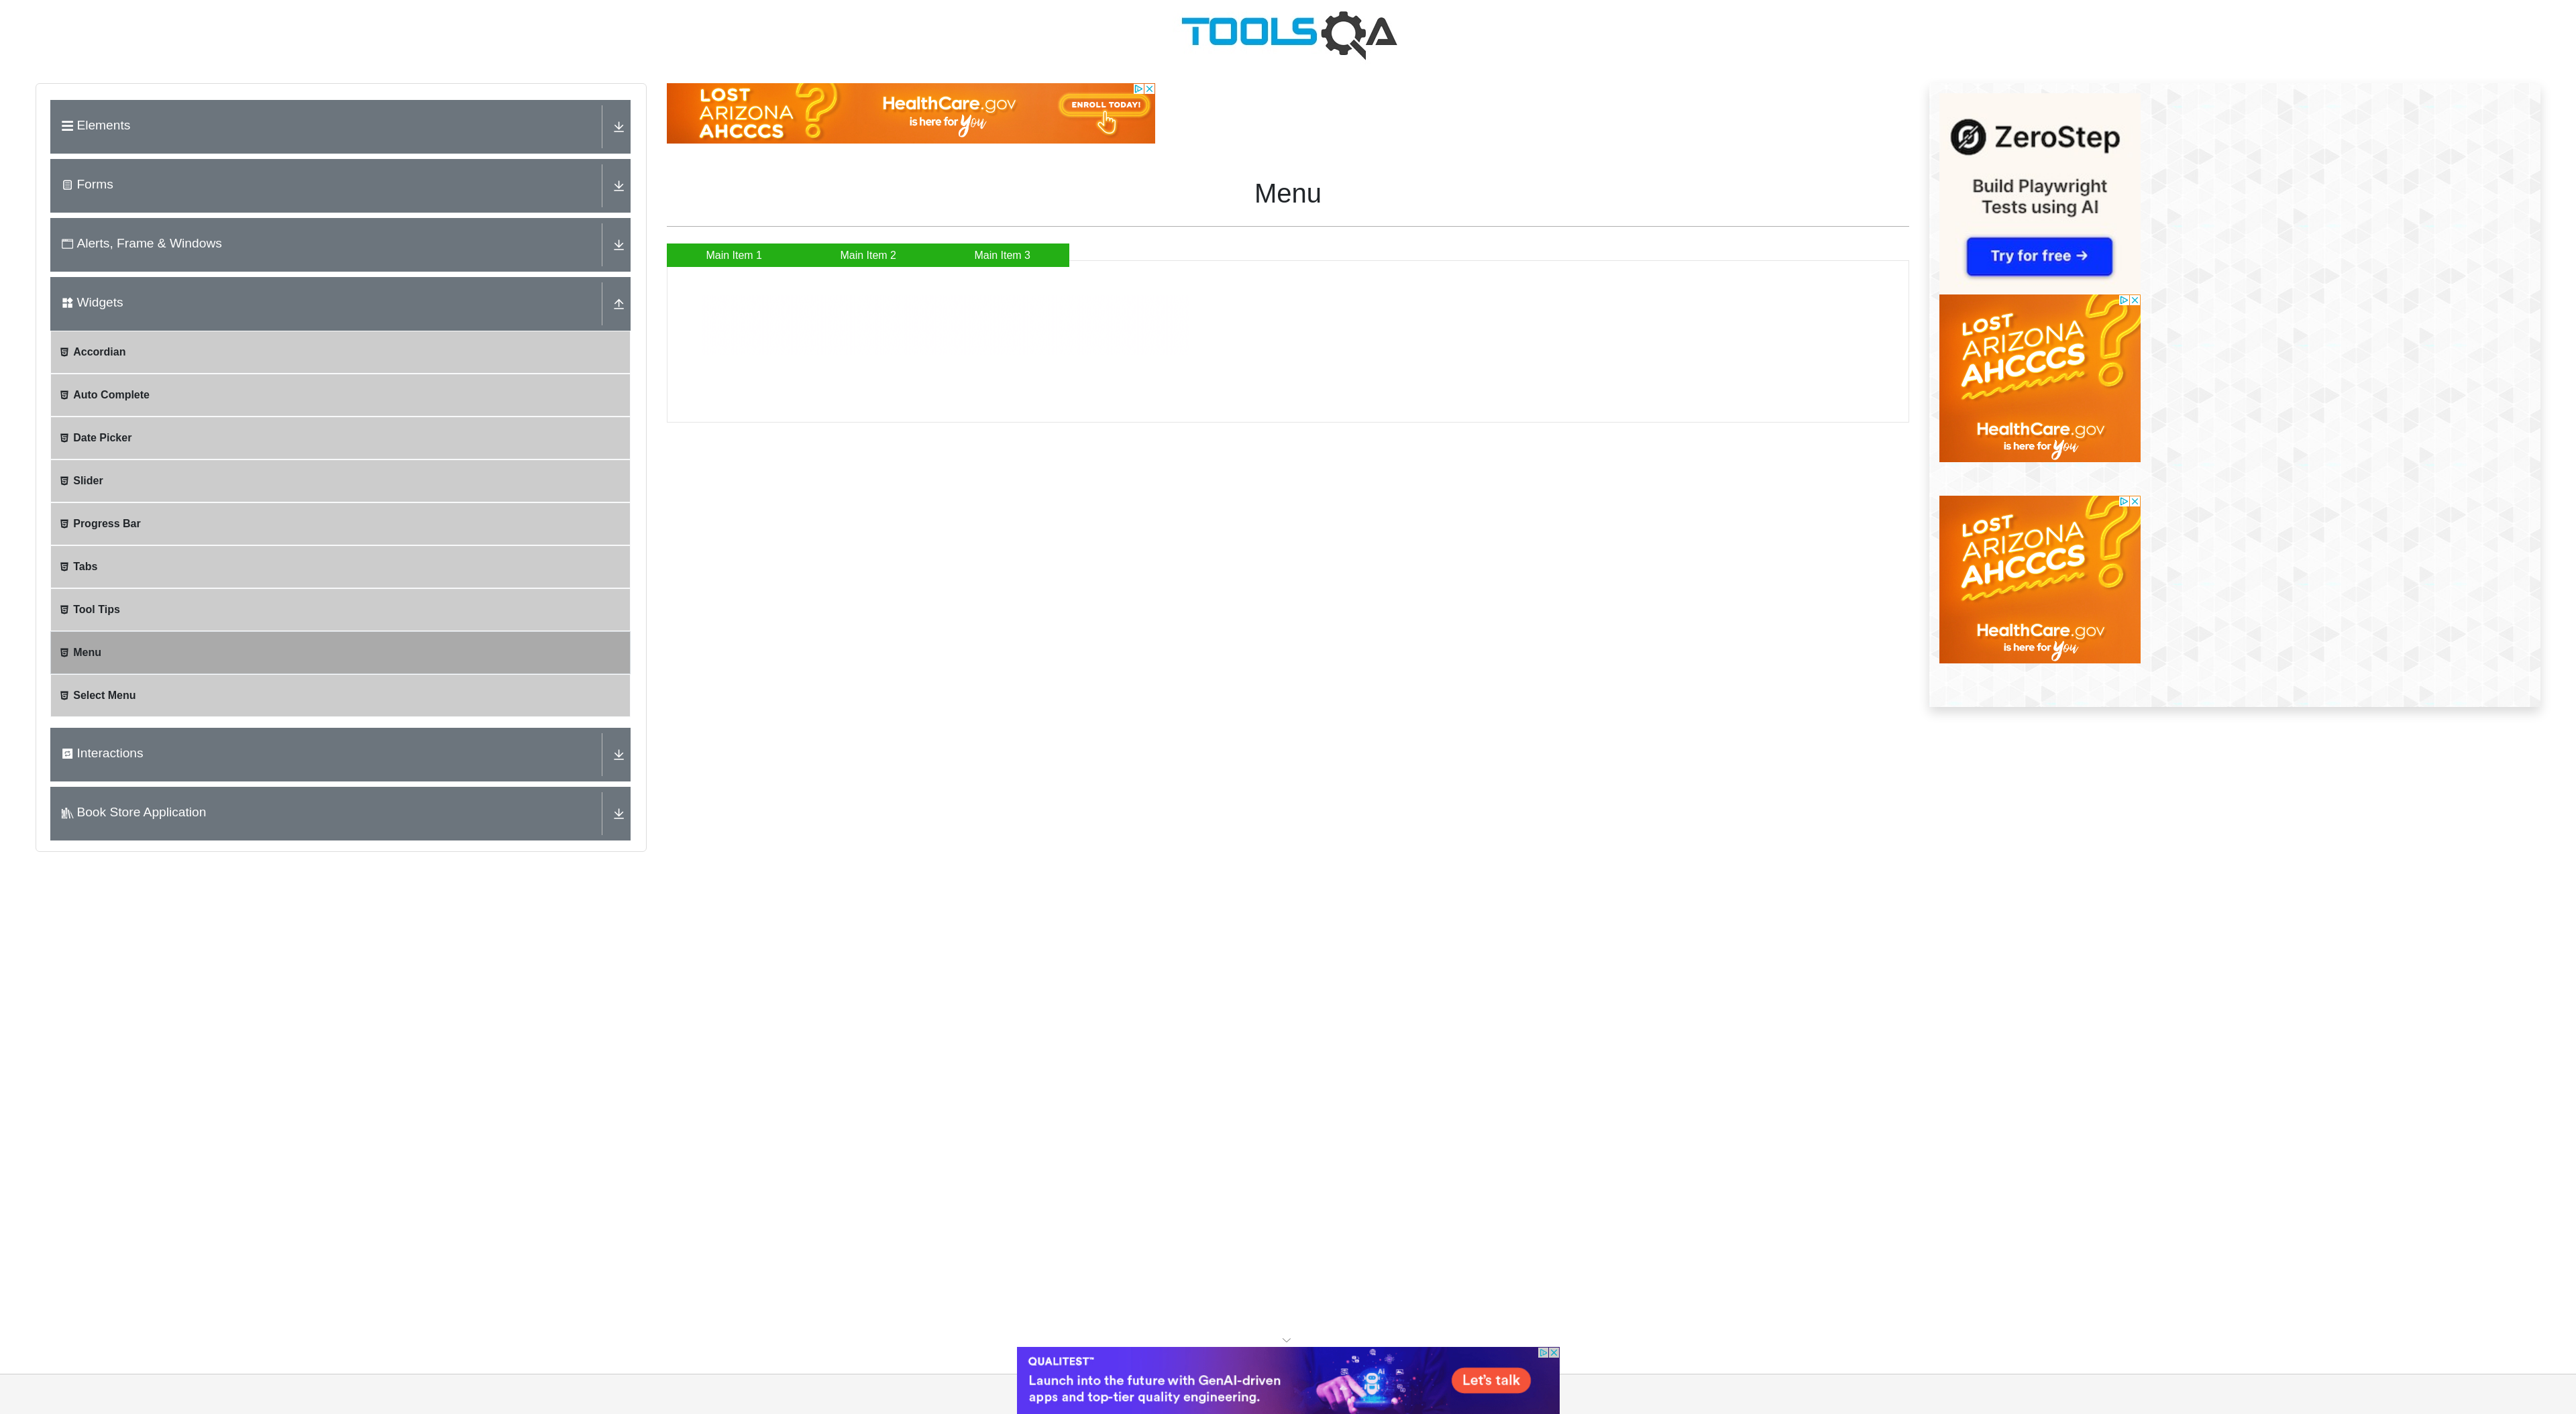 TOOLSQA
Elements
Forms
Alerts, Frame & Windows
Widgets
Accordian
Auto Complete
Date Picker
Slider
Progress Bar
Tabs
Tool Tips
Menu
Select Menu
Interactions
Book Store Application
LOST
ARIZONA
AHCCCS
?
HealthCare.gov
is here for you
ENROLL TODAY!
Menu
Main Item 1
Main Item 2
Main Item 3
ZeroStep
Build Playwright
Tests using AI
Try for free →
LOST
ARIZONA
AHCCCS
?
HealthCare.gov
is here for you
LOST
ARIZONA
AHCCCS
?
HealthCare.gov
is here for you
QUALITEST™
Launch into the future with GenAI-driven
apps and top-tier quality engineering.
AI
Let's talk